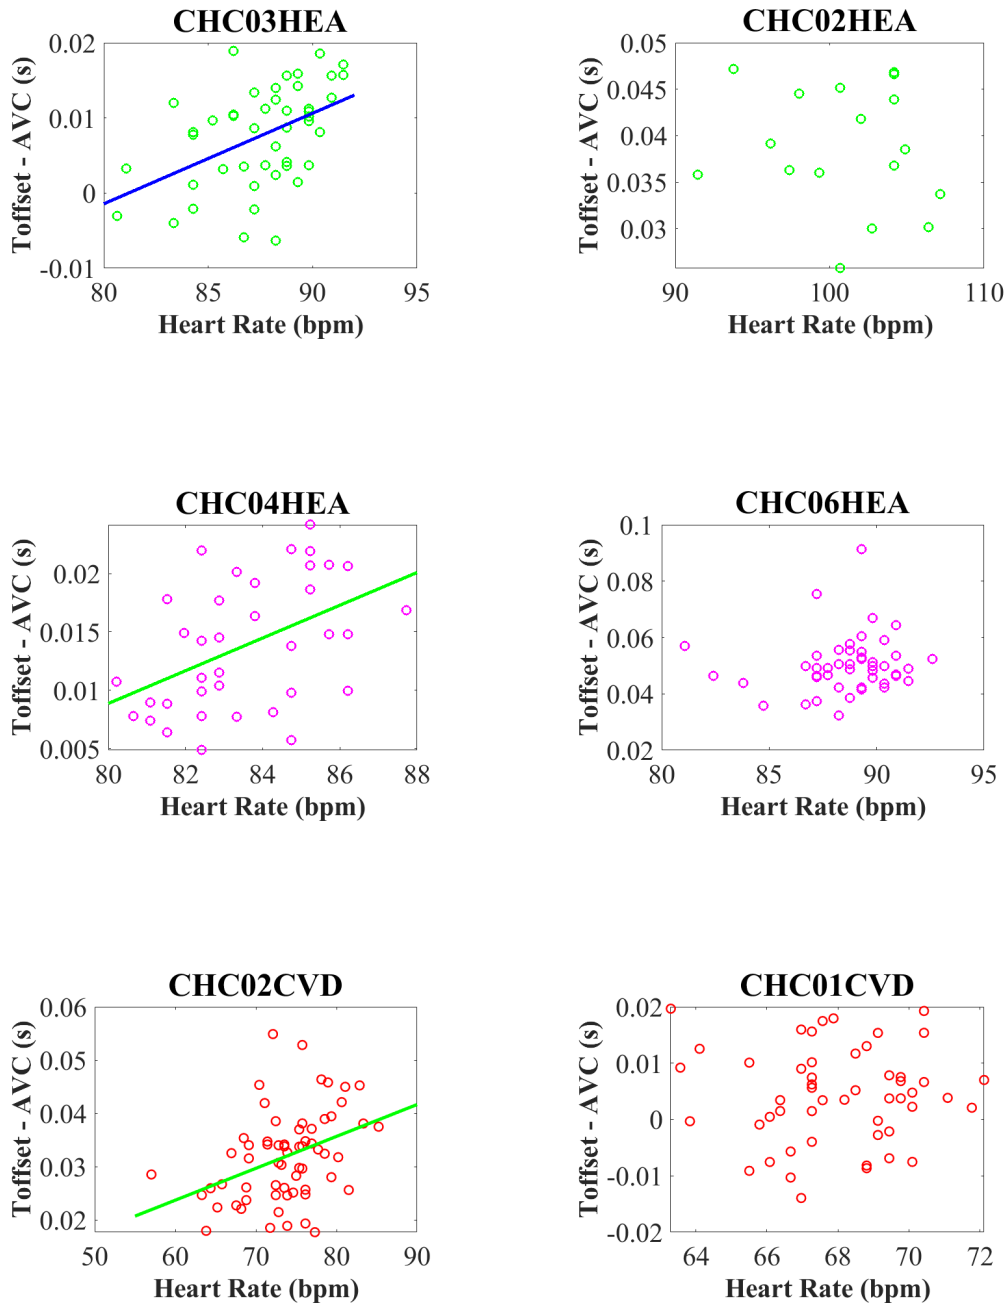 CHC03HEA
0.02
0.01
0
-0.01
80 85 90 95
Toffset - AVC (s)
Heart Rate (bpm)
CHC02HEA
0.05
0.045
0.04
0.035
0.03
90 100 110
Toffset - AVC (s)
Heart Rate (bpm)
CHC04HEA
0.02
0.015
0.01
0.005
80 82 84 86 88
Toffset - AVC (s)
Heart Rate (bpm)
CHC06HEA
0.1
0.08
0.06
0.04
0.02
80 85 90 95
Toffset - AVC (s)
Heart Rate (bpm)
CHC02CVD
0.06
0.05
0.04
0.03
0.02
50 60 70 80 90
Toffset - AVC (s)
Heart Rate (bpm)
CHC01CVD
0.02
0.01
0
-0.01
-0.02
64 66 68 70 72
Toffset - AVC (s)
Heart Rate (bpm)